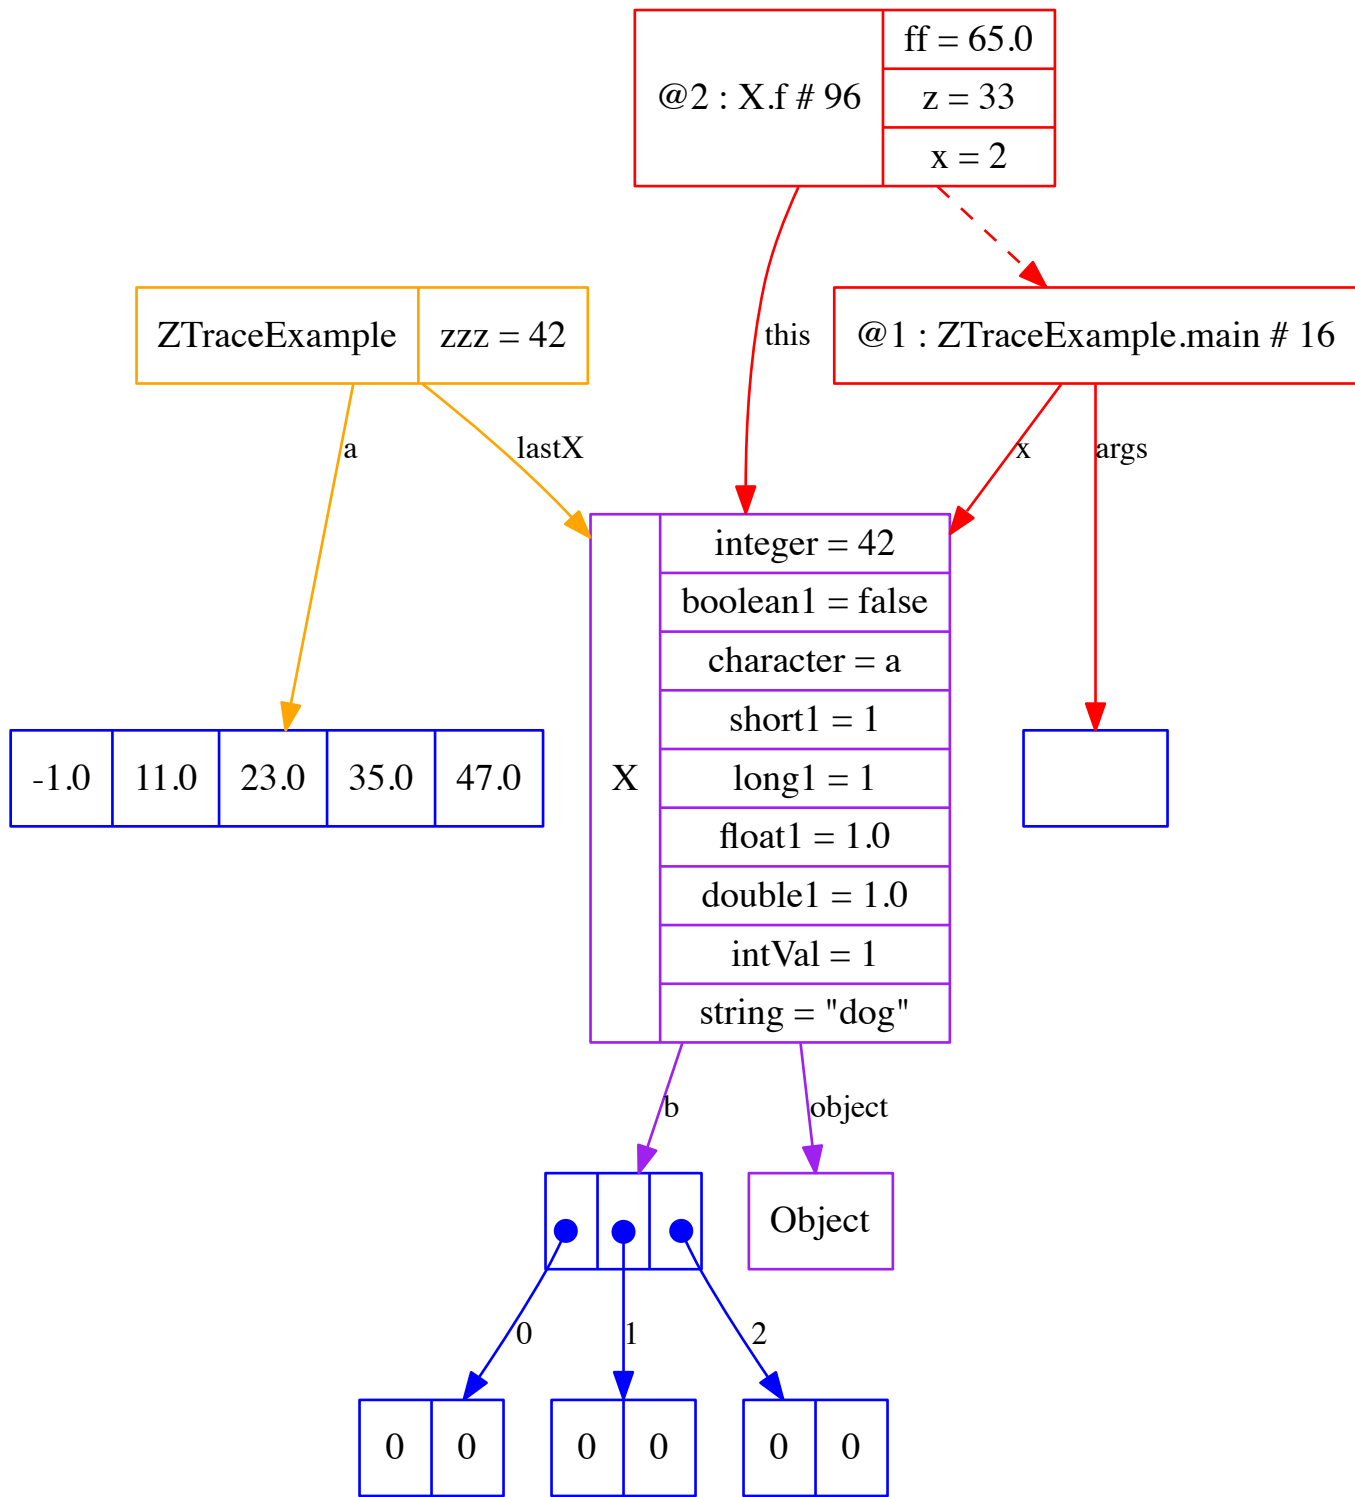 @2 : X.f # 96
ff = 65.0
z = 33
x = 2
ZTraceExample
zzz = 42
this
@1 : ZTraceExample.main # 16
a
lastX
x
args
X
integer = 42
boolean1 = false
character = a
short1 = 1
long1 = 1
float1 = 1.0
double1 = 1.0
intVal = 1
string = "dog"
-1.0
11.0
23.0
35.0
47.0
b
object
Object
0
1
2
0
0
0
0
0
0